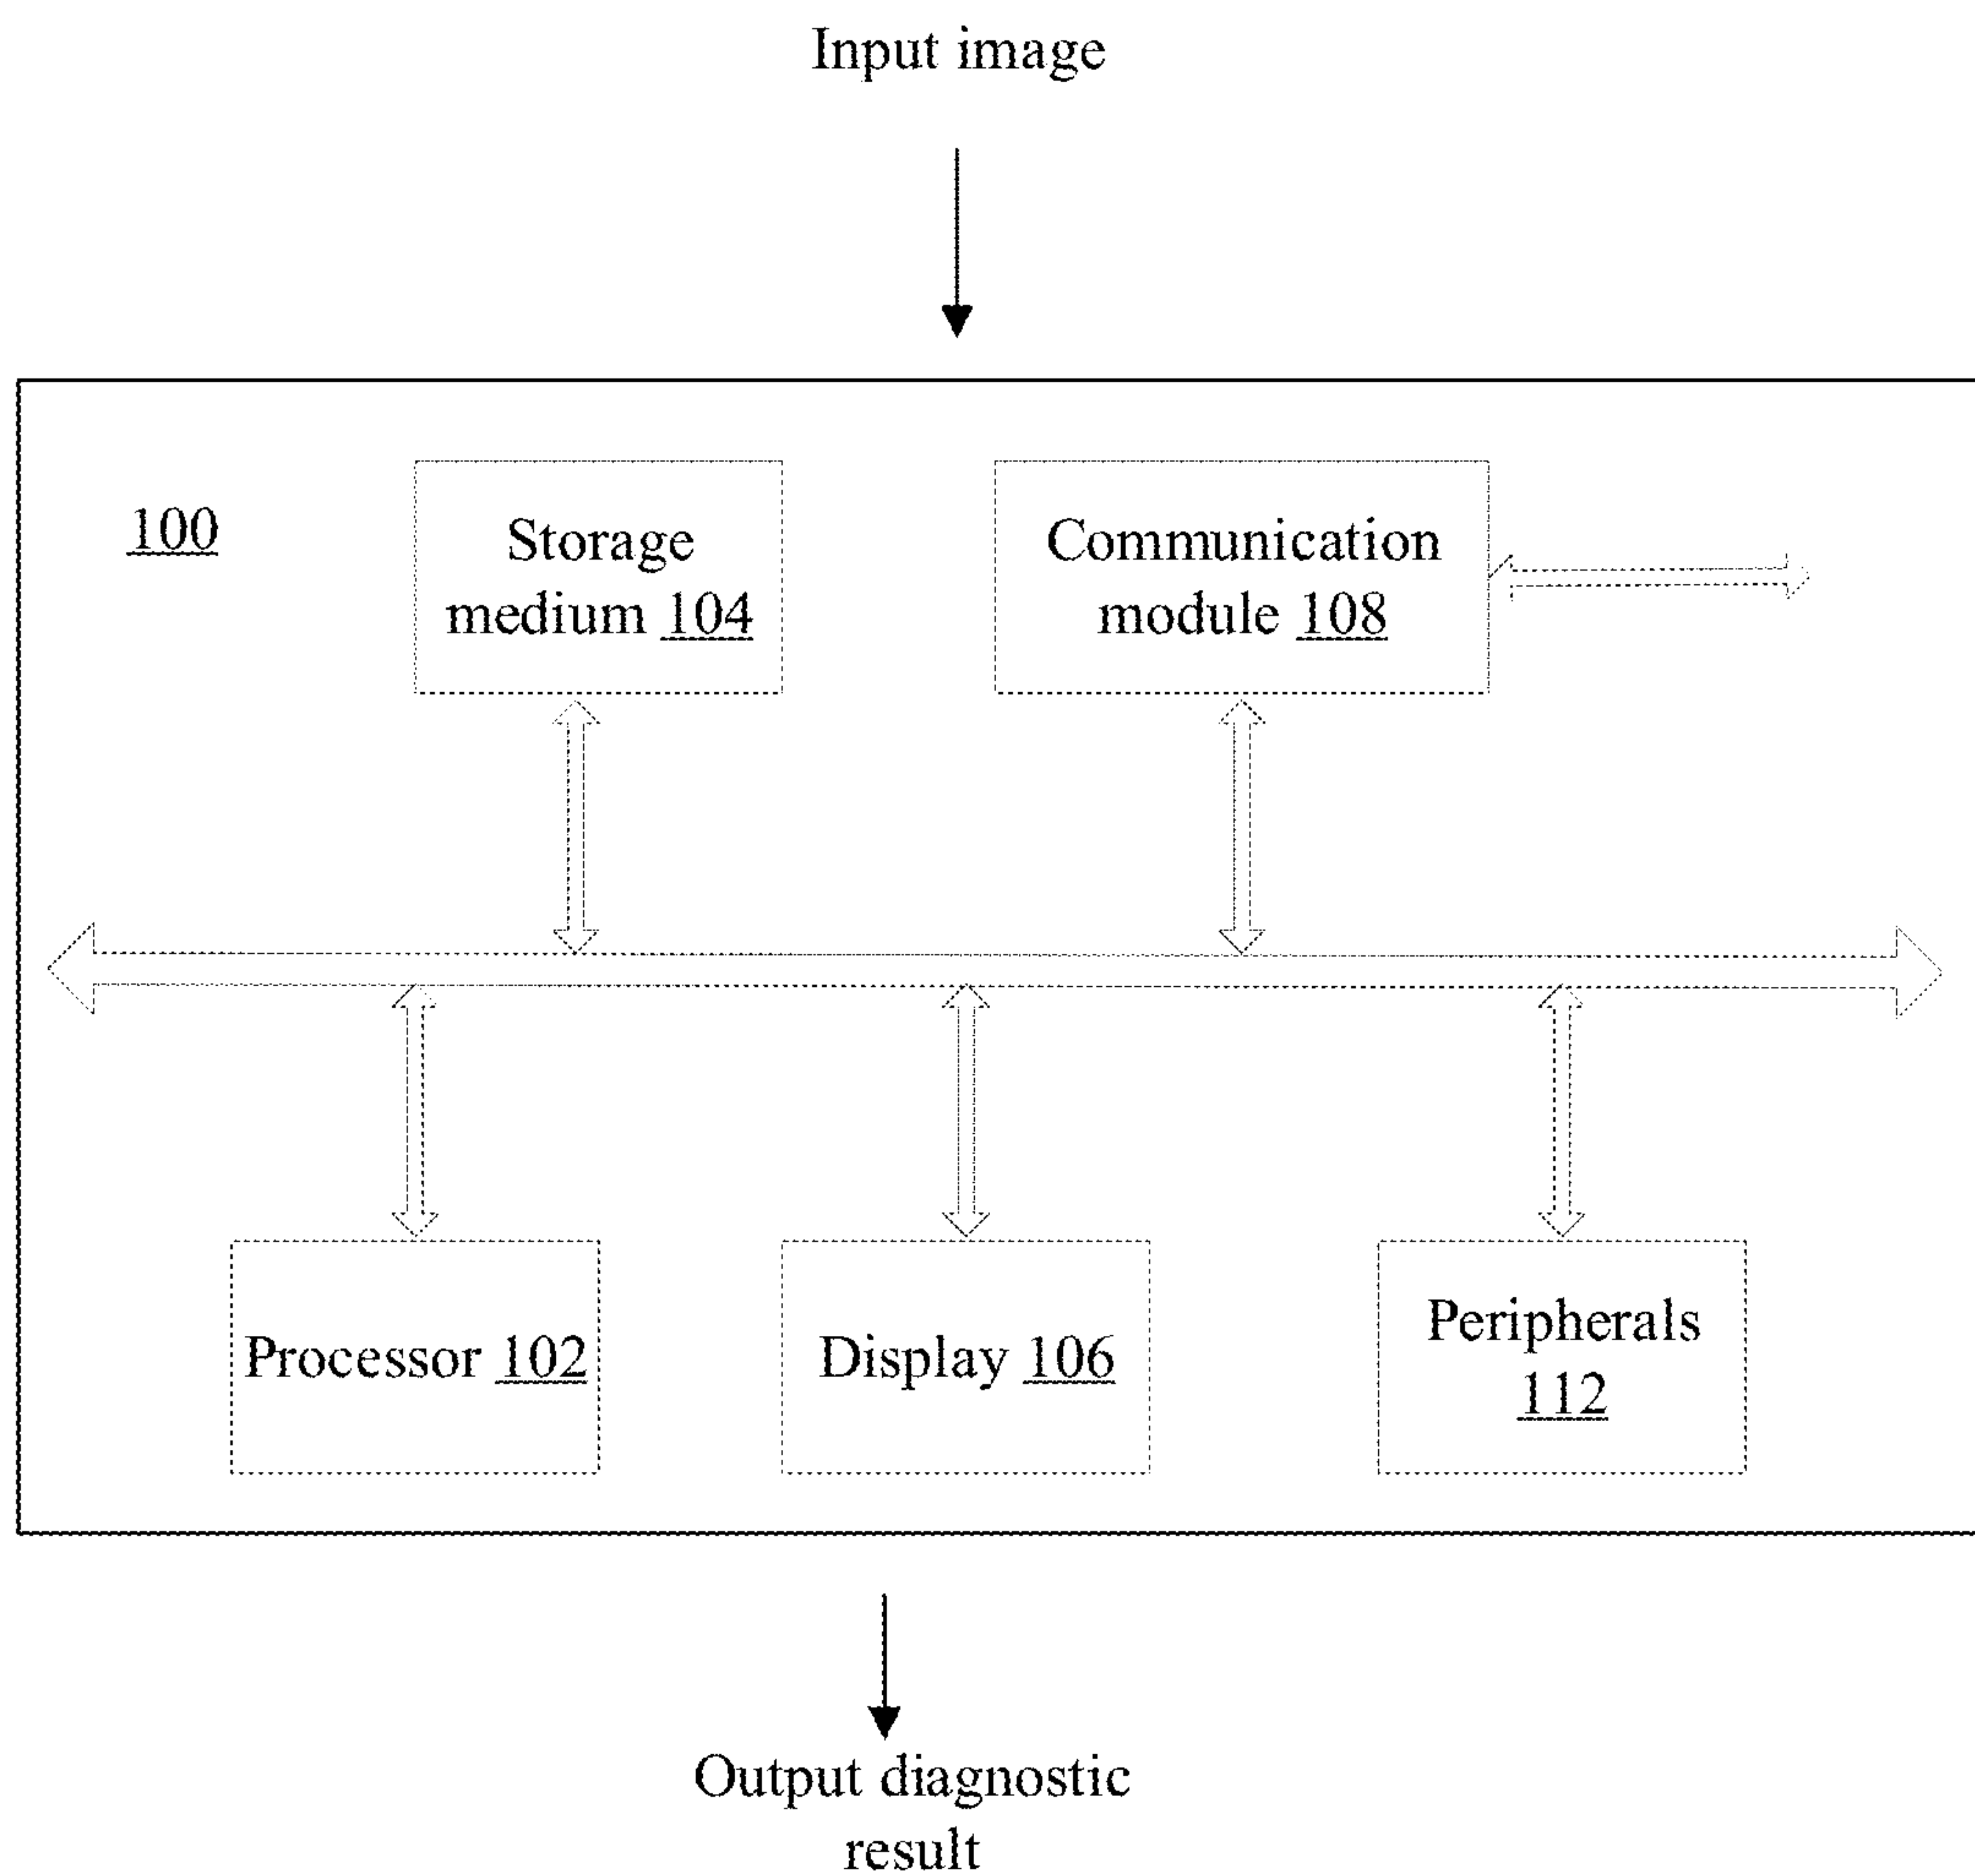 Input image
100
Storage
medium 104
Communication
module 108
Processor 102
Display 106
Peripherals
112
Output diagnostic
result